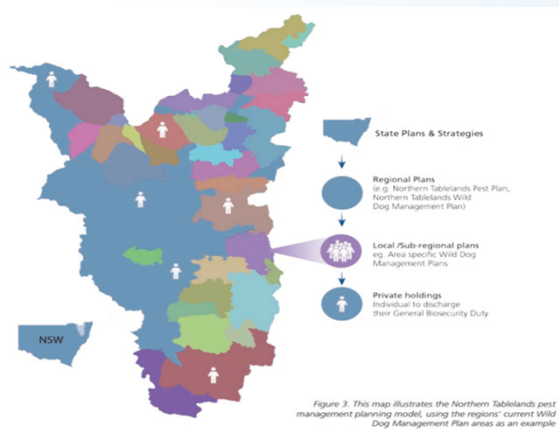 State Plans & Strategies
Regional Plans
(e.g. Northern Tablelands Pest Plan,
Northern Tablelands Wild
Dog Management Plan)
Local /Sub-regional plans
eg. Area specific Wild Dog
Management Plans
Private holdings
Individual to discharge
their General Biosecurity Duty
NSW
Figure 3. This map illustrates the Northern Tablelands pest
management planning model, using the regions' current Wild
Dog Management Plan areas as an example